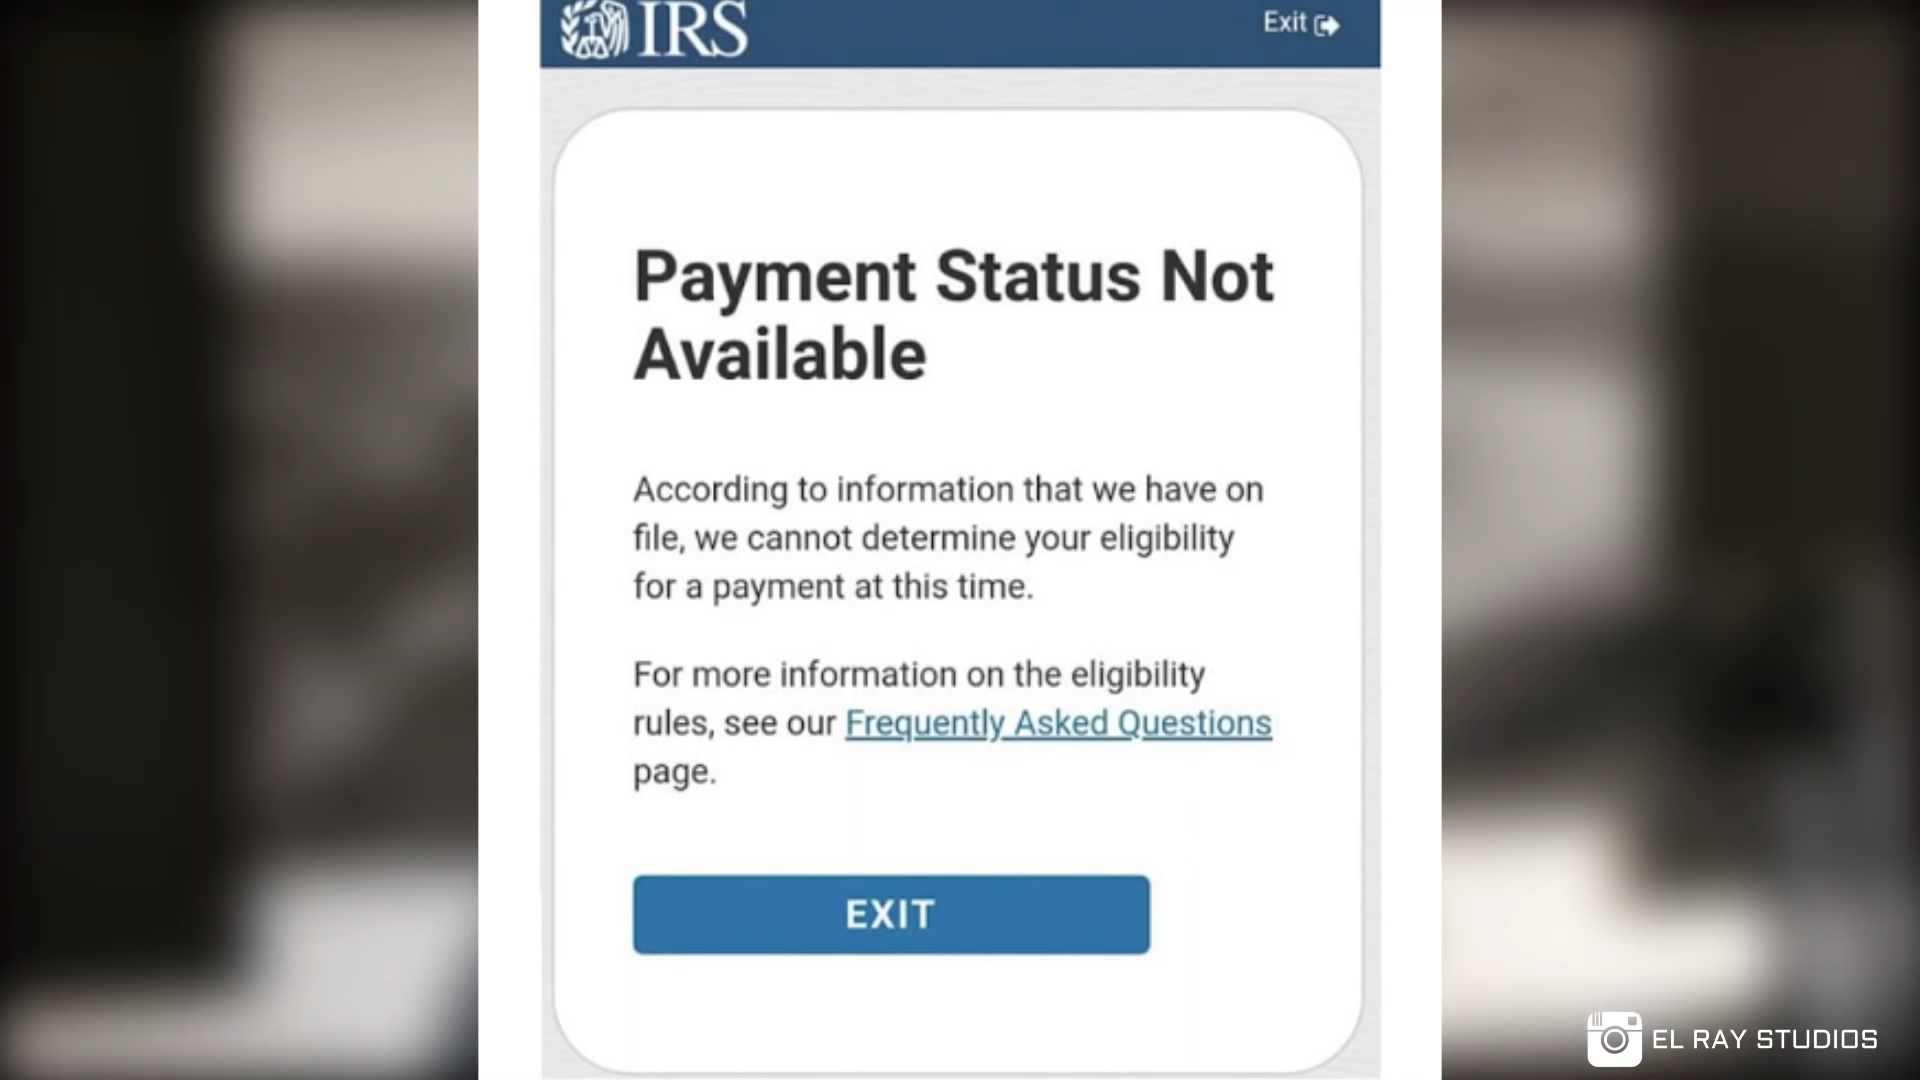 IRS
Exit
Payment Status Not
Available
According to information that we have on
file, we cannot determine your eligibility
for a payment at this time.
For more information on the eligibility
rules, see our Frequently Asked Questions
page.
EXIT
EL RAY STUDIOS